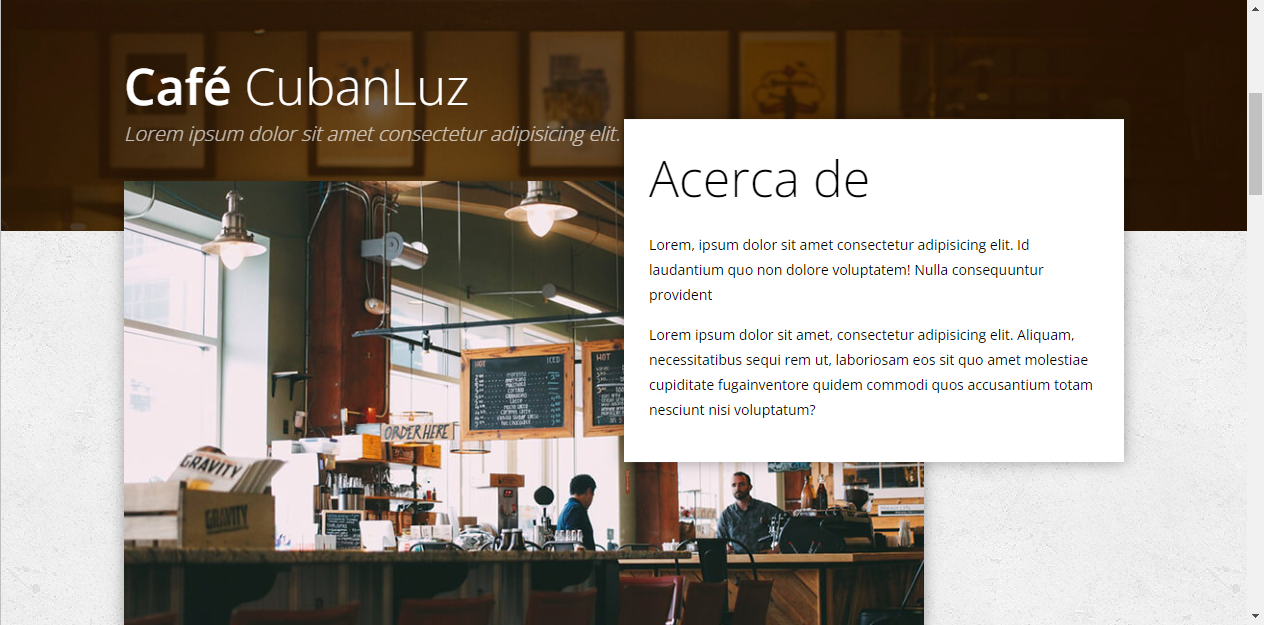 Café CubanLuz
Lorem ipsum dolor sit amet consectetur adipisicing elit.
Acerca de
Lorem, ipsum dolor sit amet consectetur adipisicing elit. Id
laudantium quo non dolore voluptatem! Nulla consequuntur
provident
Lorem ipsum dolor sit amet, consectetur adipisicing elit. Aliquam,
necessitatibus sequi rem ut, laboriosam eos sit quo amet molestiae
cupiditate fugainventore quidem commodi quos accusantium totam
nesciunt nisi voluptatum?
HOT ICED
HOT
ORDER HERE
GRAVITY
GRAVITY